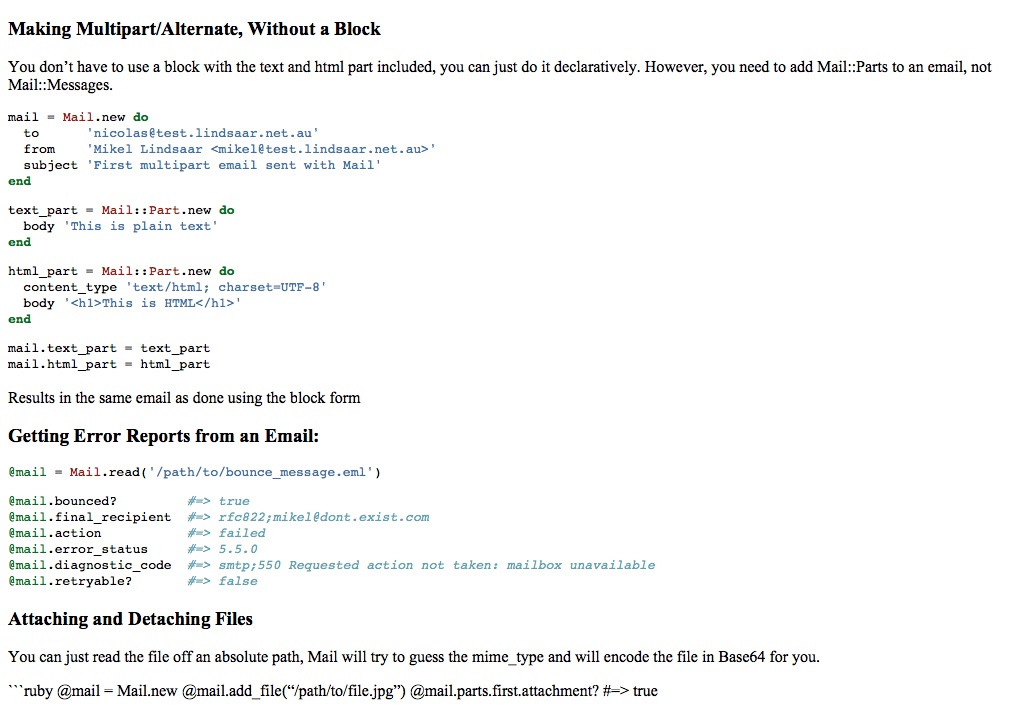 Making Multipart/Alternate, Without a Block
You don’t have to use a block with the text and html part included, you can just do it declaratively. However, you need to add Mail::Parts to an email, not
Mail::Messages.
mail = Mail.new do
  to      'nicolas@test.lindsaar.net.au'
  from    'Mikel Lindsaar <mikel@test.lindsaar.net.au>'
  subject 'First multipart email sent with Mail'
end
text_part = Mail::Part.new do
  body 'This is plain text'
end
html_part = Mail::Part.new do
  content_type 'text/html; charset=UTF-8'
  body '<h1>This is HTML</h1>'
end
mail.text_part = text_part
mail.html_part = html_part
Results in the same email as done using the block form
Getting Error Reports from an Email:
@mail = Mail.read('/path/to/bounce_message.eml')
@mail.bounced?         #=> true
@mail.final_recipient  #=> rfc822;mikel@dont.exist.com
@mail.action           #=> failed
@mail.error_status     #=> 5.5.0
@mail.diagnostic_code  #=> smtp;550 Requested action not taken: mailbox unavailable
@mail.retryable?       #=> false
Attaching and Detaching Files
You can just read the file off an absolute path, Mail will try to guess the mime_type and will encode the file in Base64 for you.
```ruby @mail = Mail.new @mail.add_file(“/path/to/file.jpg”) @mail.parts.first.attachment? #=> true